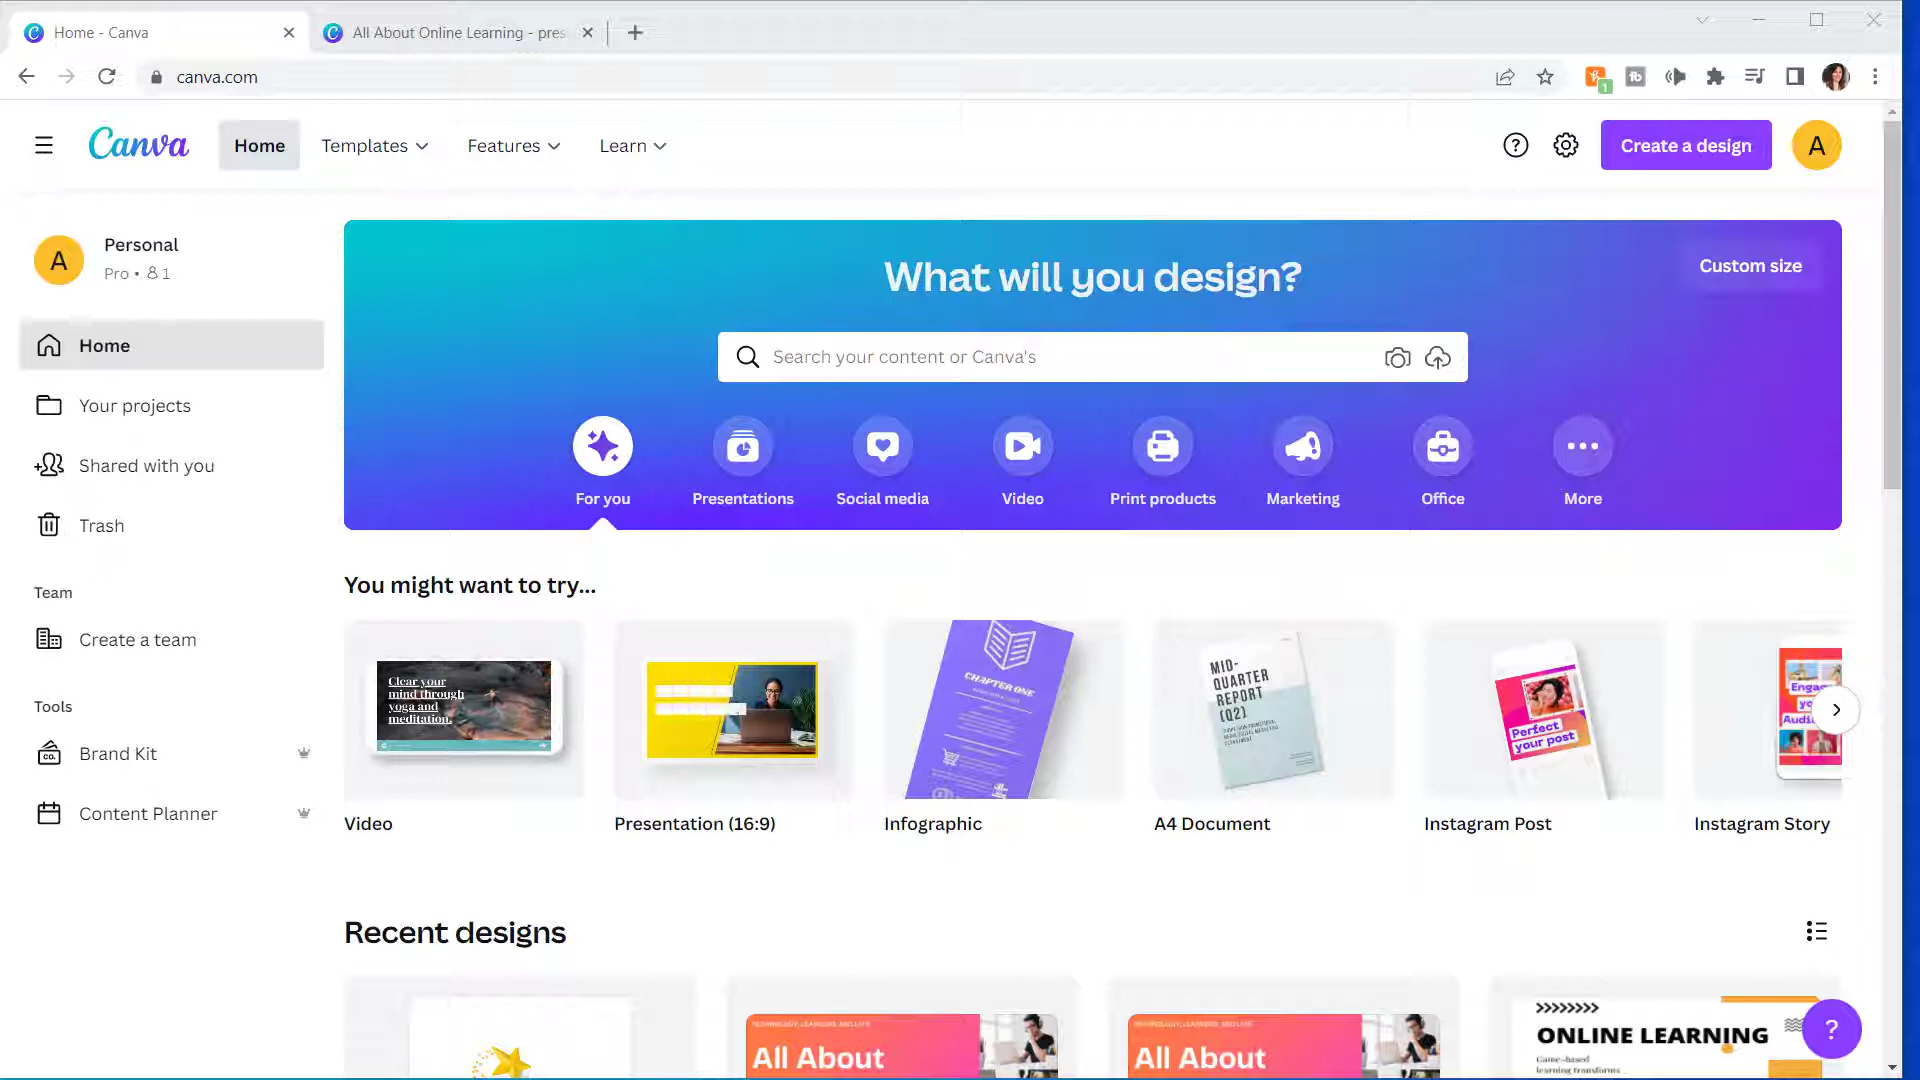 Home - Canva
All About Online Learning - pres
canva.com
1
Canva
Home
Templates
Features
Learn
Create a design
A
A
Personal
Pro • 1
Home
Your projects
Shared with you
Trash
Team
Create a team
Tools
Brand Kit
Content Planner
What will you design?
Custom size
Search your content or Canva's
For you
Presentations
Social media
Video
Print products
Marketing
Office
More
You might want to try...
Clear your
mind through
yoga and
meditation.
CHAPTER ONE
MID-
QUARTER
REPORT
(Q2)
Perfect
your post
Video
Presentation (16:9)
Infographic
A4 Document
Instagram Post
Instagram Story
Recent designs
All About
All About
ONLINE LEARNING
Game-based
learning transforms
?